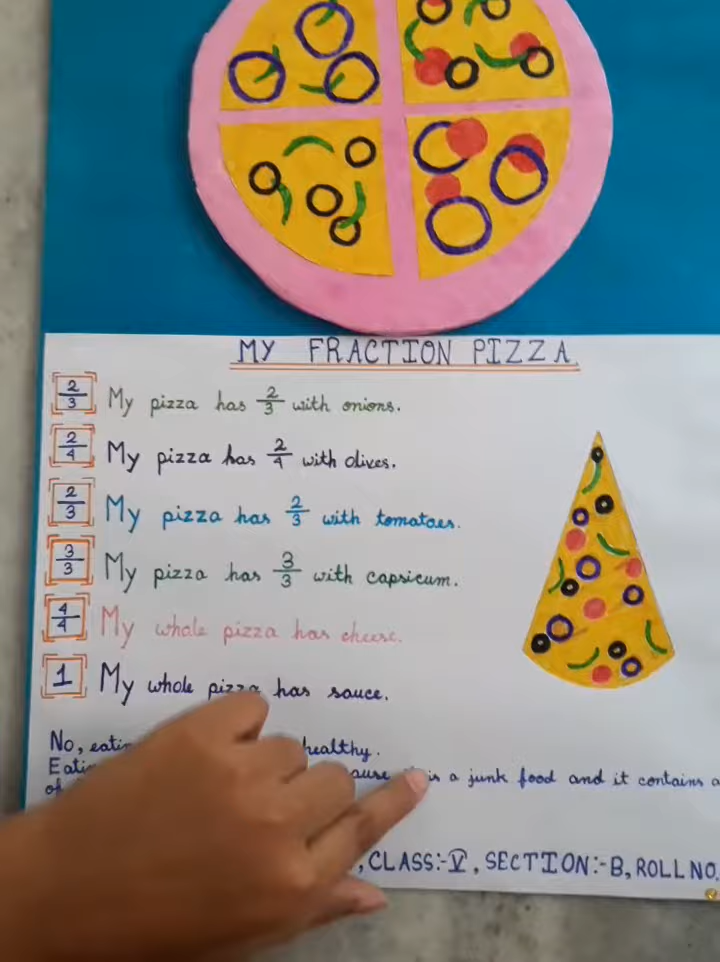 MY FRACTION PIZZA
2/3 My pizza has 2/3 with onions.
2/4 My pizza has 2/4 with olives.
2/3 My pizza has 2/3 with tomatoes.
3/3 My pizza has 3/3 with capsicum.
4/4 My whole pizza has cheese.
1 My whole pizza has sauce.
No, healthy.
is a junk food and it contains a
of
, CLASS:-V, SECTION:-B, ROLL NO.